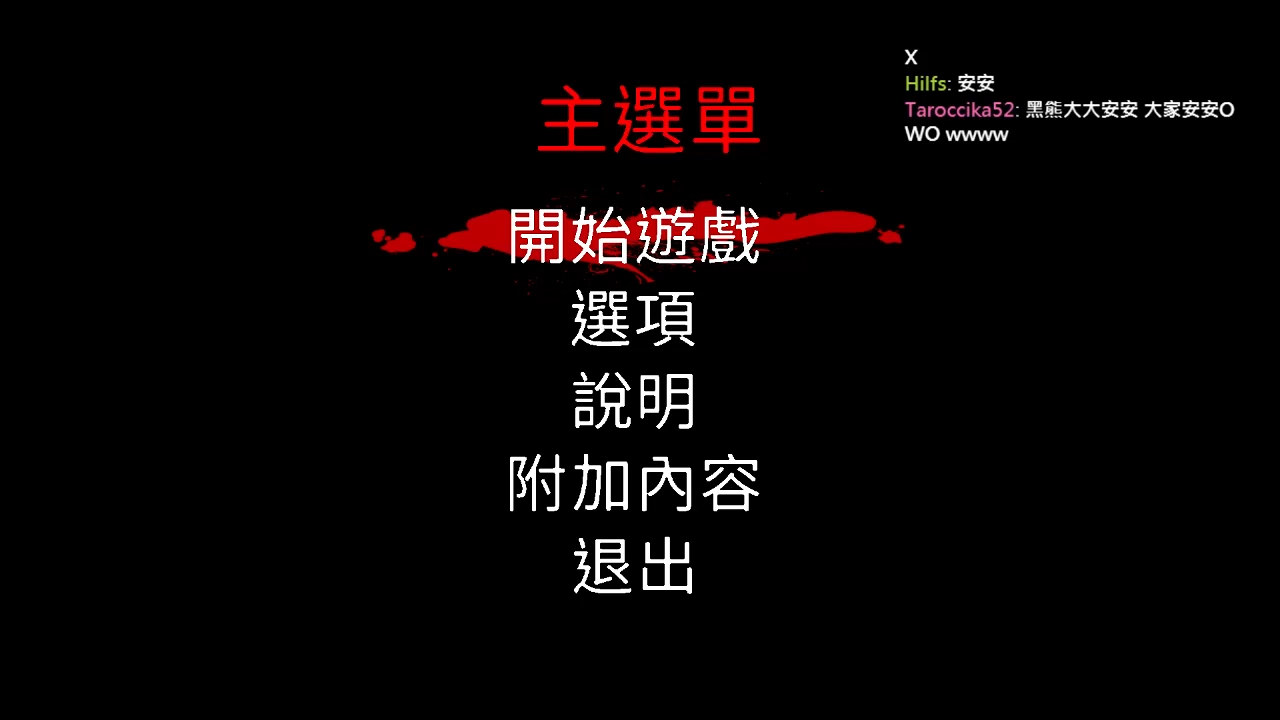 X
Hilfs: 安安
Taroccika52: 黑熊大大安安 大家安安O
WO wwww
主選單
開始遊戲
選項
說明
附加內容
退出